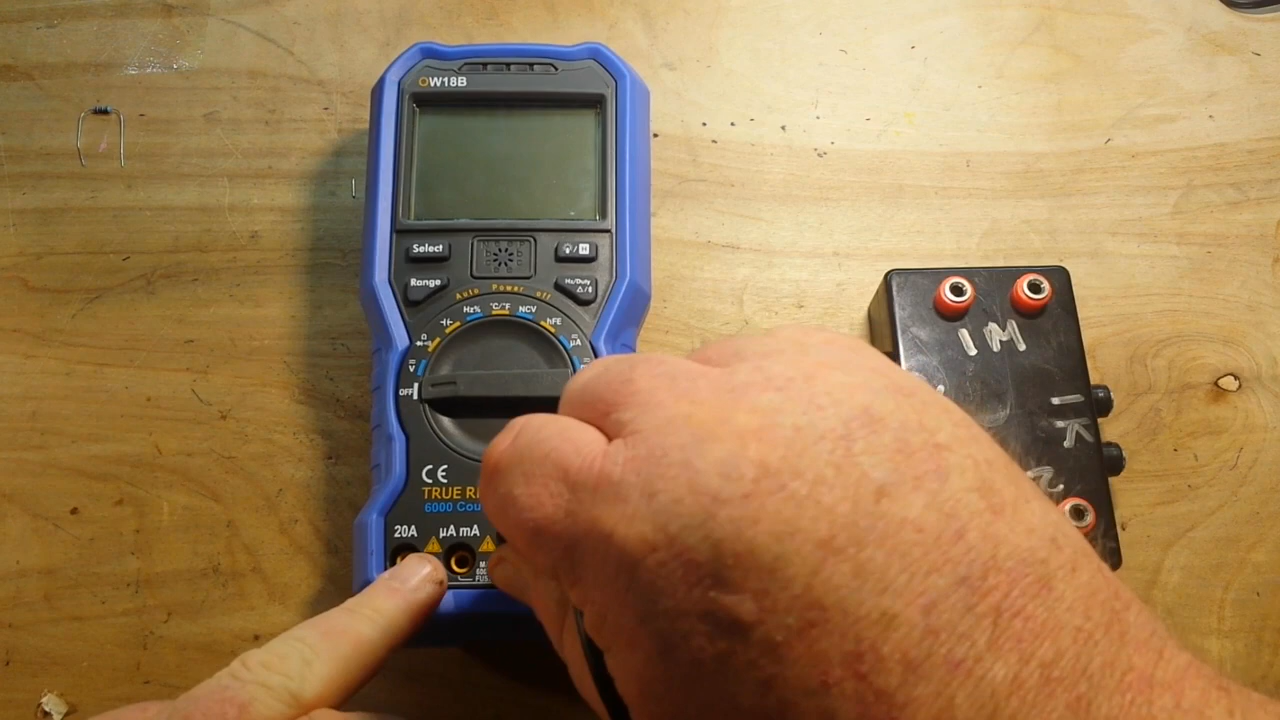 OW18B
Select
H
Range
Hz/Duty
Auto Power off
Hz% °C/°F NCV
hFE
µA
V
OFF
CE
TRUE
6000
20A µA mA
1M
1K